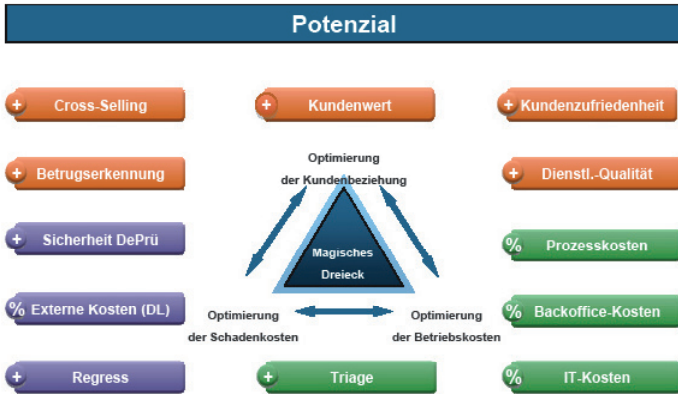 Potenzial
+ Cross-Selling
+ Kundenwert
+ Kundenzufriedenheit
+ Betrugserkennung
Optimierung
der Kundenbeziehung
+ Dienstl.-Qualität
+ Sicherheit DePrü
Magisches
Dreieck
% Prozesskosten
% Externe Kosten (DL)
Optimierung
der Schadenkosten
Optimierung
der Betriebskosten
% Backoffice-Kosten
+ Regress
+ Triage
% IT-Kosten